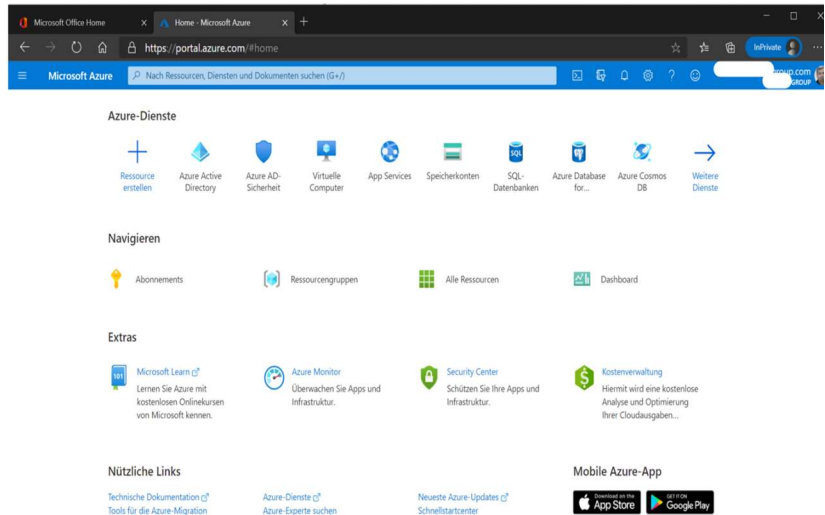 Microsoft Office Home
Home - Microsoft Azure
https://portal.azure.com/#home
InPrivate
Microsoft Azure
Nach Ressourcen, Diensten und Dokumenten suchen (G+/)
GROUP
Azure-Dienste
Ressource erstellen
Azure Active Directory
Azure AD-Sicherheit
Virtuelle Computer
App Services
Speicherkonten
SQL
SQL-Datenbanken
Azure Database for...
Azure Cosmos DB
Weitere Dienste
Navigieren
Abonnements
Ressourcengruppen
Alle Ressourcen
Dashboard
Extras
101
Microsoft Learn
Lernen Sie Azure mit
kostenlosen Onlinekursen
von Microsoft kennen.
Azure Monitor
Überwachen Sie Apps und
Infrastruktur.
Security Center
Schützen Sie Ihre Apps und
Infrastruktur.
Kostenverwaltung
Hiermit wird eine kostenlose
Analyse und Optimierung
Ihrer Cloudausgaben...
Nützliche Links
Technische Dokumentation
Tools für die Azure-Migration
Azure-Dienste
Azure-Experte suchen
Neueste Azure-Updates
Schnellstartcenter
Mobile Azure-App
Download on the
App Store
GET IT ON
Google Play